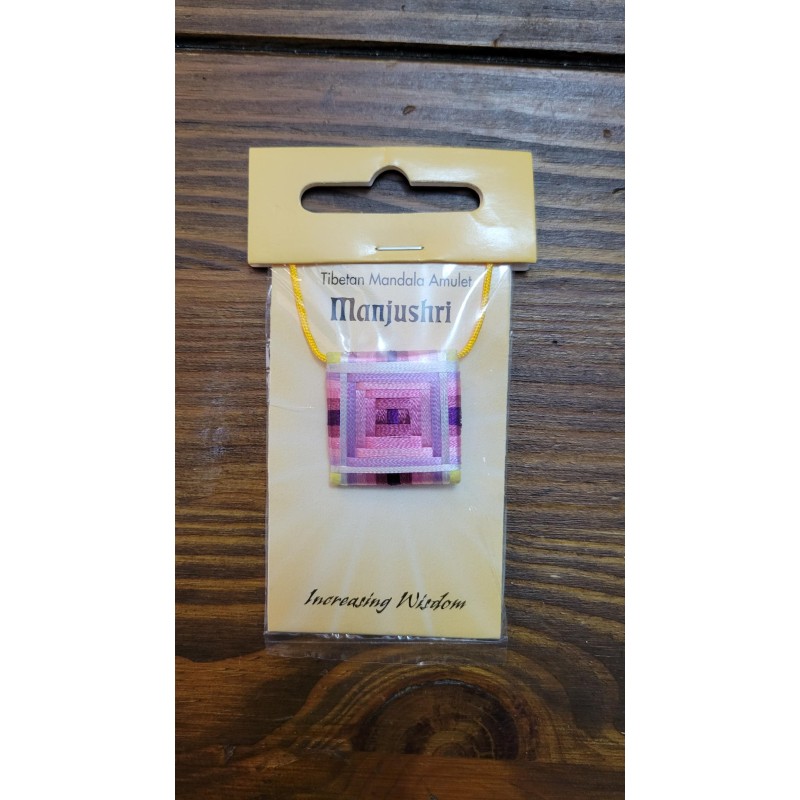 Tibetan Mandala Amulet
Manjushri
Increasing Wisdom